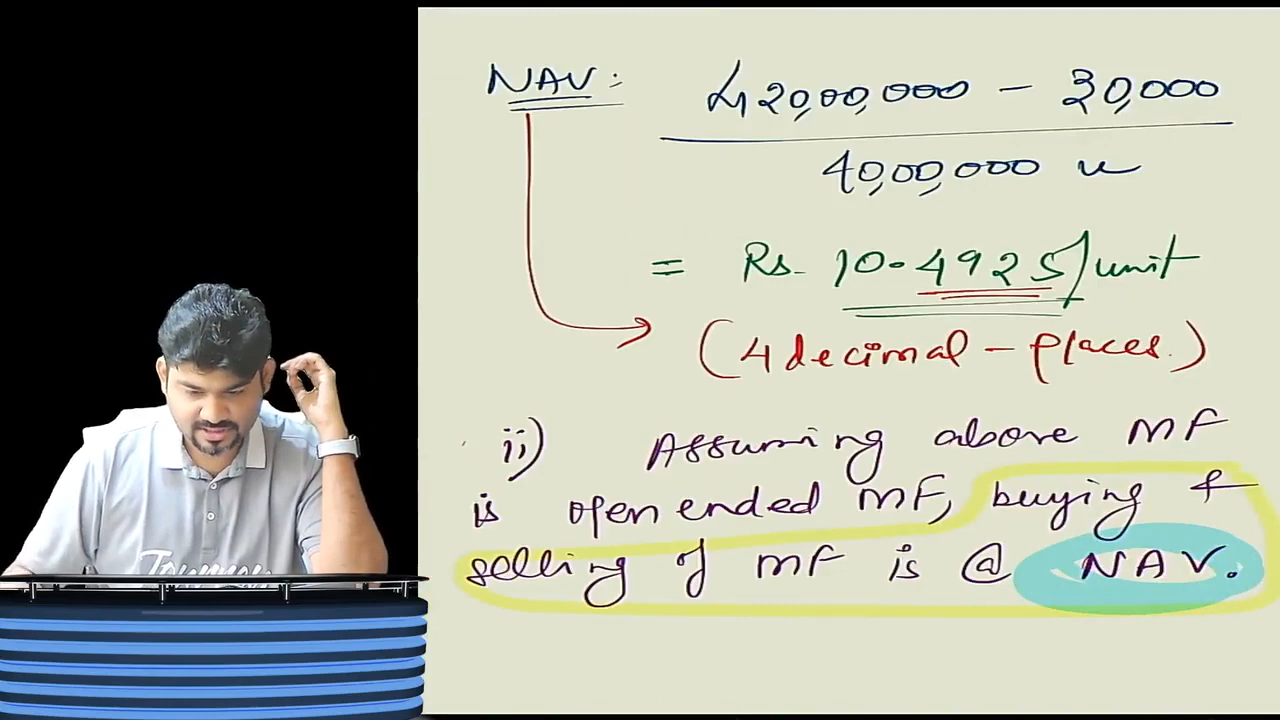 NAV: 420,00,000 - 30,000
40,00,000 u
= Rs. 10.4925/unit
(4 decimal-places.)
ii) Assuming above MF
is open ended MF, buying &
selling of MF is @ NAV.